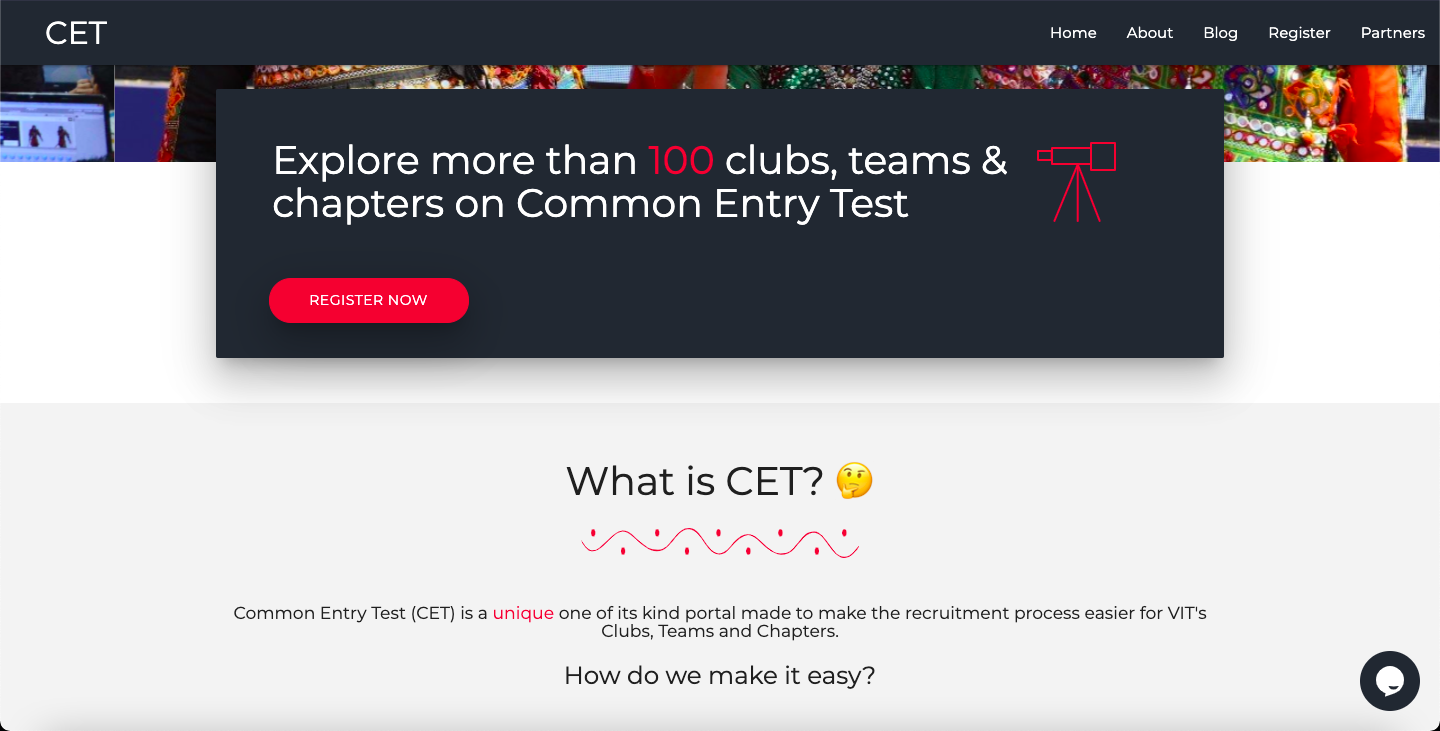 CET
Home About Blog Register Partners
Explore more than 100 clubs, teams &
chapters on Common Entry Test
REGISTER NOW
What is CET? 🤔
Common Entry Test (CET) is a unique one of its kind portal made to make the recruitment process easier for VIT's
Clubs, Teams and Chapters.
How do we make it easy?